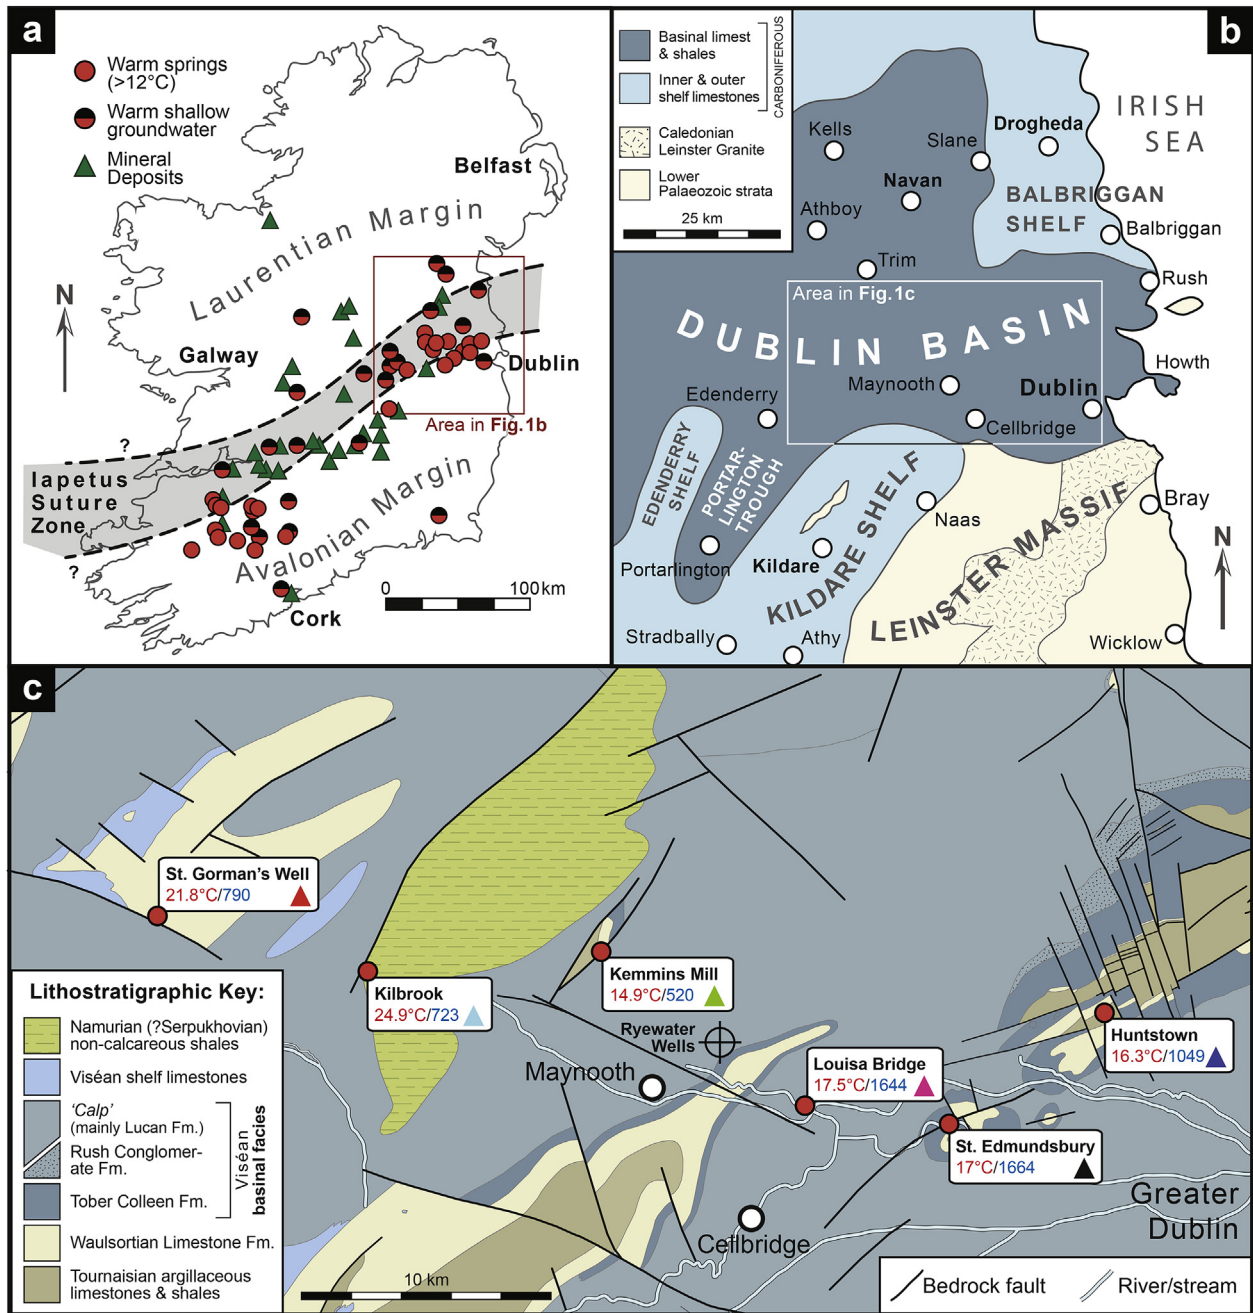 a
Warm springs
(>12°C)
Warm shallow
groundwater
Mineral
Deposits
Belfast
Laurentian Margin
N
Galway
Dublin
Area in Fig.1b
?
Iapetus
Suture
Zone
?
Avalonian Margin
0
100 km
Cork
b
Basinal limest
& shales
Inner & outer
shelf limestones
CARBONIFEROUS
Caledonian
Leinster Granite
Lower
Palaeozoic strata
25 km
IRISH
SEA
Kells
Slane
Drogheda
Navan
BALBRIGGAN
SHELF
Athboy
Balbriggan
Trim
Rush
Area in Fig.1c
DUBLIN BASIN
Howth
Maynooth
Dublin
Edenderry
Cellbridge
EDENDERRY
SHELF
PORTAR-
LINGTON
TROUGH
Naas
Bray
KILDARE SHELF
LEINSTER MASSIF
N
Portarlington
Kildare
Stradbally
Athy
Wicklow
c
St. Gorman's Well
21.8°C/790
Kilbrook
24.9°C/723
Kemmins Mill
14.9°C/520
Ryewater
Wells
Maynooth
Louisa Bridge
17.5°C/1644
Huntstown
16.3°C/1049
St. Edmundsbury
17°C/1664
Greater
Dublin
Cellbridge
Lithostratigraphic Key:
Namurian (?Serpukhovian)
non-calcareous shales
Viséan shelf limestones
'Calp'
(mainly Lucan Fm.)
Rush Conglomer-
ate Fm.
Tober Colleen Fm.
Viséan
basinal facies
Waulsortian Limestone Fm.
Tournaisian argillaceous
limestones & shales
10 km
Bedrock fault
River/stream